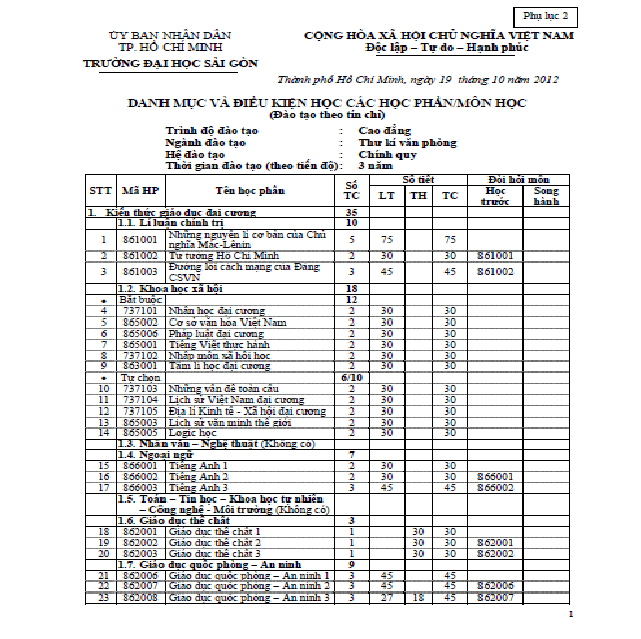 Phụ lục 2
ỦY BAN NHÂN DÂN CỘNG HÒA XÃ HỘI CHỦ NGHĨA VIỆT NAM
TP. HỒ CHÍ MINH Độc lập – Tự do – Hạnh phúc
TRƯỜNG ĐẠI HỌC SÀI GÒN
Thành phố Hồ Chí Minh, ngày 19 tháng 10 năm 2012
DANH MỤC VÀ ĐIỀU KIỆN HỌC CÁC HỌC PHẦN/MÔN HỌC
(Đào tạo theo tín chỉ)
Trình độ đào tạo : Cao đẳng
Ngành đào tạo : Thư kí văn phòng
Hệ đào tạo : Chính quy
Thời gian đào tạo (theo tiến độ): 3 năm
STT Mã HP Tên học phần Số TC Số tiết Đòi hỏi môn
LT TH TC Học trước Song hành
1. Kiến thức giáo dục đại cương 35
1.1. Lí luận chính trị 10
1 861001 Những nguyên lí cơ bản của Chủ nghĩa Mác-Lênin 5 75 75
2 861002 Tư tưởng Hồ Chí Minh 2 30 30 861001
3 861003 Đường lối cách mạng của Đảng CSVN 3 45 45 861002
1.2. Khoa học xã hội 18
• Bắt buộc 12
4 737101 Nhân học đại cương 2 30 30
5 865002 Cơ sở văn hóa Việt Nam 2 30 30
6 865006 Pháp luật đại cương 2 30 30
7 865001 Tiếng Việt thực hành 2 30 30
8 737102 Nhập môn xã hội học 2 30 30
9 863001 Tâm lí học đại cương 2 30 30
• Tự chọn 6/10
10 737103 Những vấn đề toàn cầu 2 30 30
11 737104 Lịch sử Việt Nam đại cương 2 30 30
12 737105 Địa lí Kinh tế - Xã hội đại cương 2 30 30
13 865003 Lịch sử văn minh thế giới 2 30 30
14 865005 Logic học 2 30 30
1.3. Nhân văn – Nghệ thuật (Không có)
1.4. Ngoại ngữ 7
15 866001 Tiếng Anh 1 2 30 30
16 866002 Tiếng Anh 2 2 30 30 866001
17 866003 Tiếng Anh 3 3 45 45 866002
1.5. Toán – Tin học – Khoa học tự nhiên
– Công nghệ - Môi trường (Không có)
1.6. Giáo dục thể chất 3
18 862001 Giáo dục thể chất 1 1 30 30
19 862002 Giáo dục thể chất 2 1 30 30 862001
20 862003 Giáo dục thể chất 3 1 30 30 862002
1.7. Giáo dục quốc phòng – An ninh 9
21 862006 Giáo dục quốc phòng – An ninh 1 3 45 45
22 862007 Giáo dục quốc phòng – An ninh 2 3 45 45 862006
23 862008 Giáo dục quốc phòng – An ninh 3 3 27 18 45 862007
1